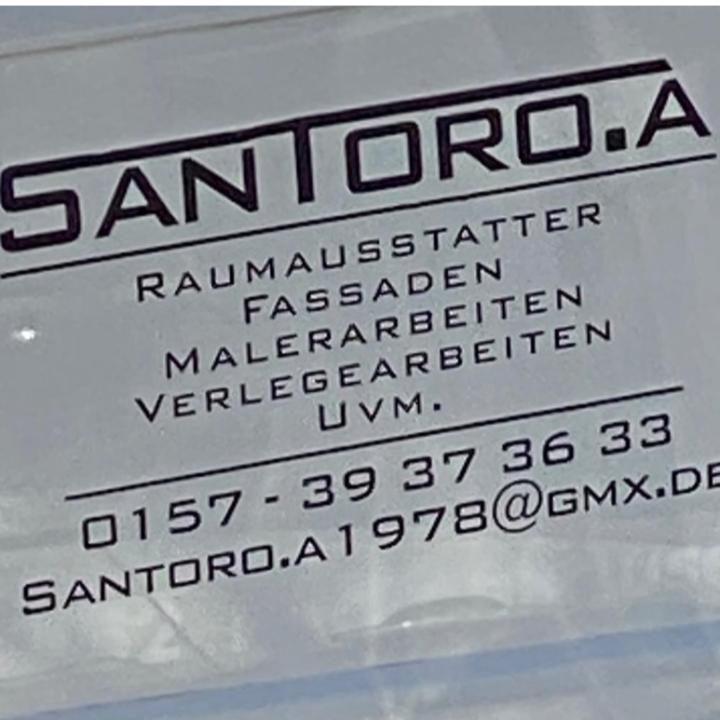 SANTORO.A
RAUMAUSSTATTER
FASSADEN
MALERARBEITEN
VERLEGEARBEITEN
UVM.
0157 - 39 37 36 33
SANTORO.A1978@GMX.DE